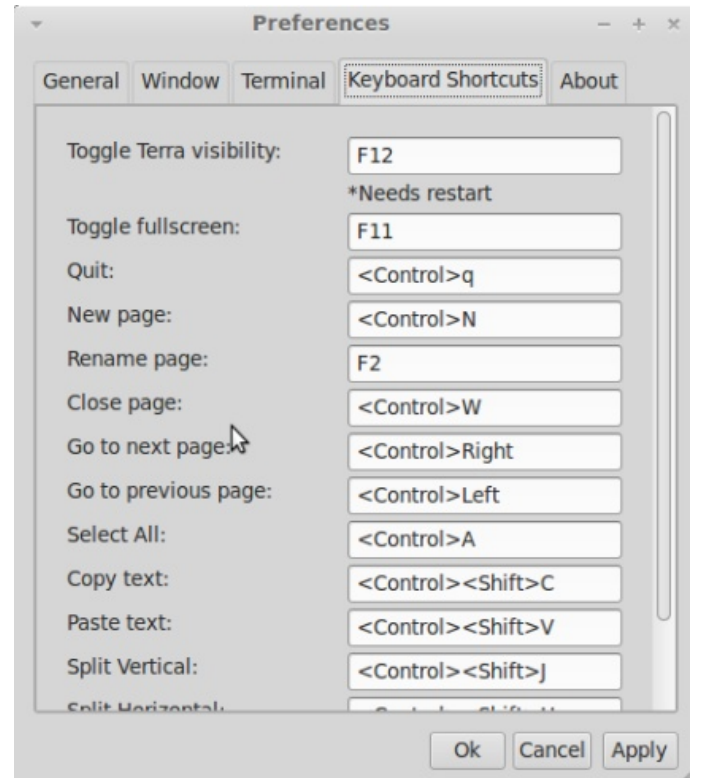 Preferences
General Window Terminal Keyboard Shortcuts About
Toggle Terra visibility: F12
*Needs restart
Toggle fullscreen: F11
Quit: <Control>q
New page: <Control>N
Rename page: F2
Close page: <Control>W
Go to next page: <Control>Right
Go to previous page: <Control>Left
Select All: <Control>A
Copy text: <Control><Shift>C
Paste text: <Control><Shift>V
Split Vertical: <Control><Shift>J
Split Horizontal:
Ok Cancel Apply